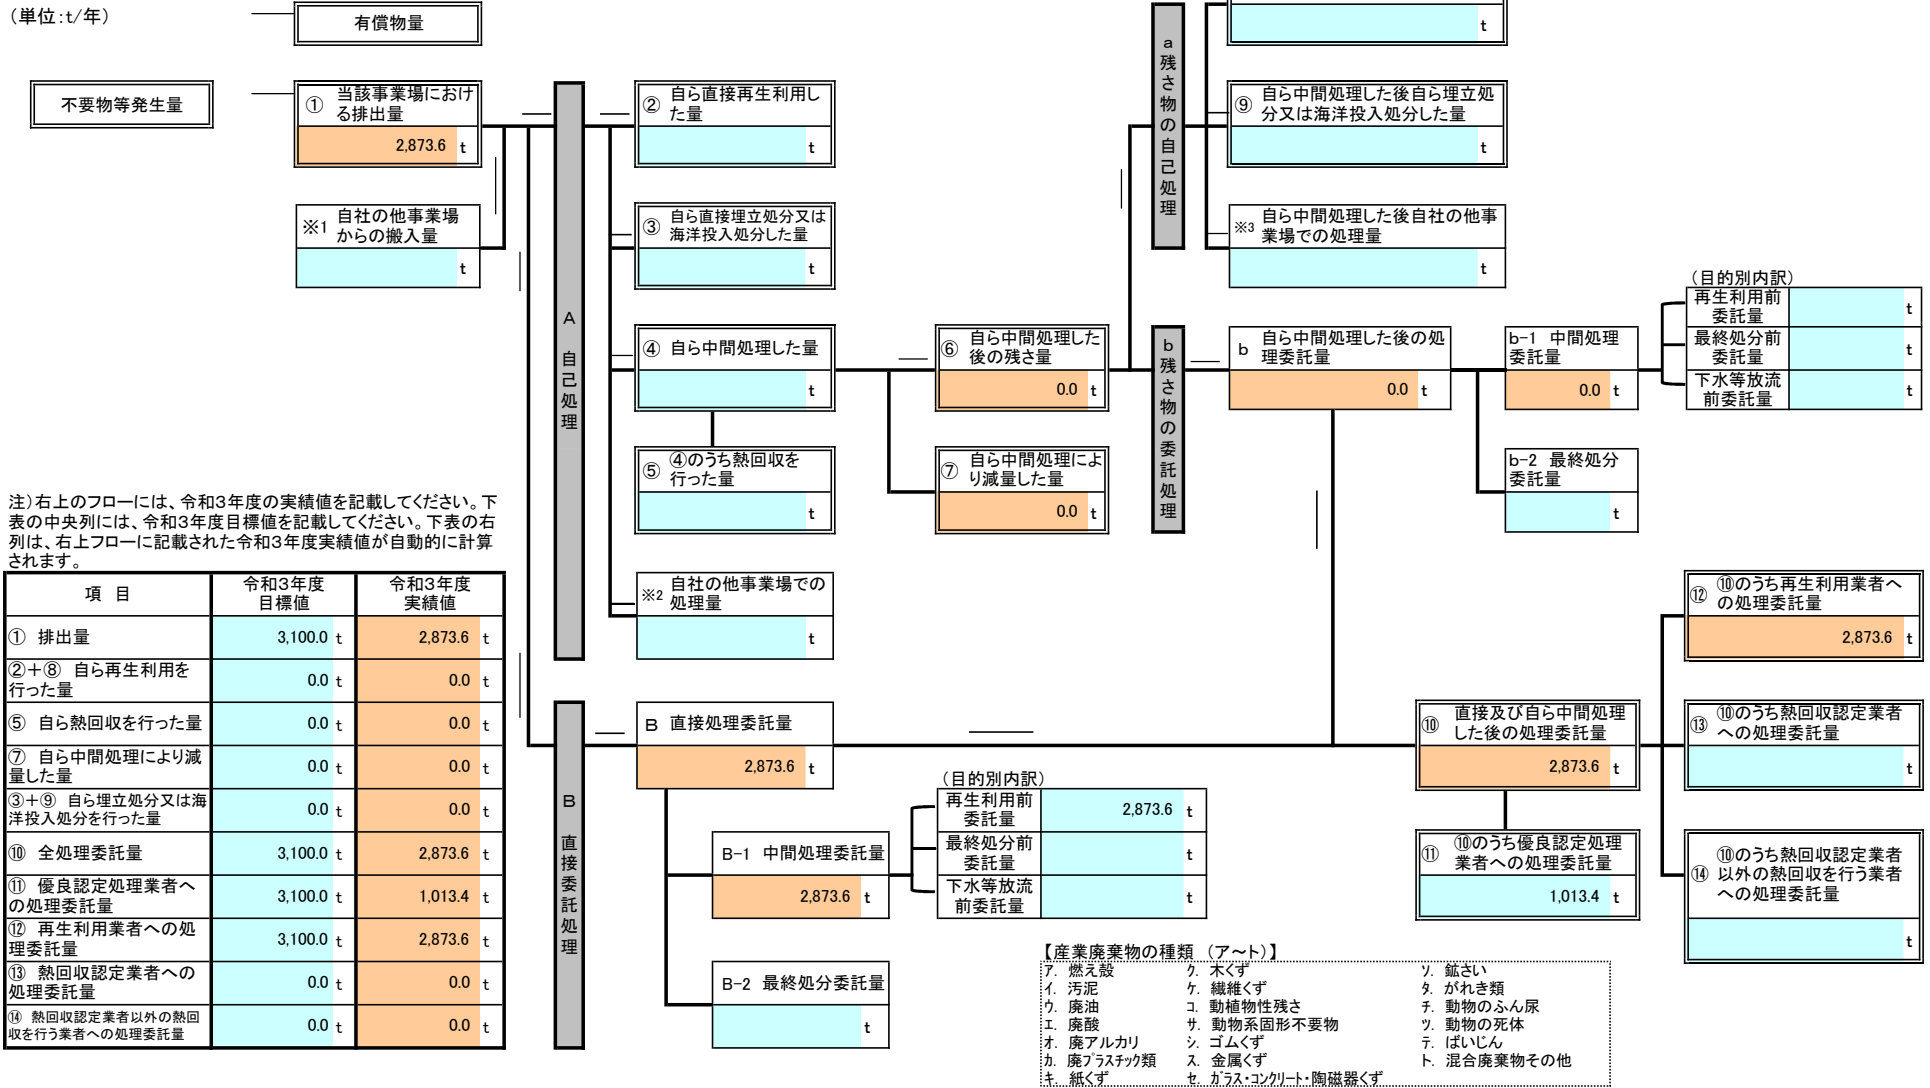 （単位:t/年）
有償物量
不要物等発生量
① 当該事業場におけ
る排出量
2,873.6 t
※1 自社の他事業場
からの搬入量
t
A 自己処理
② 自ら直接再生利用し
た量
t
③ 自ら直接埋立処分又は
海洋投入処分した量
t
④ 自ら中間処理した量
t
⑤ ④のうち熱回収を
行った量
t
※2 自社の他事業場での
処理量
t
⑥ 自ら中間処理した
後の残さ量
0.0 t
⑦ 自ら中間処理によ
り減量した量
0.0 t
a 残さ物の自己処理
t
⑨ 自ら中間処理した後自ら埋立処
分又は海洋投入処分した量
t
※3 自ら中間処理した後自社の他事
業場での処理量
t
b 残さ物の委託処理
b 自ら中間処理した後の処
理委託量
0.0 t
b-1 中間処理
委託量
0.0 t
（目的別内訳）
再生利用前
委託量
t
最終処分前
委託量
t
下水等放流
前委託量
t
b-2 最終処分
委託量
t
注）右上のフローには、令和3年度の実績値を記載してください。下
表の中央列には、令和3年度目標値を記載してください。下表の右
列は、右上フローに記載された令和3年度実績値が自動的に計算
されます。
項 目 令和3年度 目標値 令和3年度 実績値
① 排出量 3,100.0 t 2,873.6 t
②＋⑧ 自ら再生利用を
行った量 0.0 t 0.0 t
⑤ 自ら熱回収を行った量 0.0 t 0.0 t
⑦ 自ら中間処理により減
量した量 0.0 t 0.0 t
③＋⑨ 自ら埋立処分又は海
洋投入処分を行った量 0.0 t 0.0 t
⑩ 全処理委託量 3,100.0 t 2,873.6 t
⑪ 優良認定処理業者へ
の処理委託量 3,100.0 t 1,013.4 t
⑫ 再生利用業者への処
理委託量 3,100.0 t 2,873.6 t
⑬ 熱回収認定業者への
処理委託量 0.0 t 0.0 t
⑭ 熱回収認定業者以外の熱回
収を行う業者への処理委託量 0.0 t 0.0 t
B 直接委託処理
B 直接処理委託量
2,873.6 t
B-1 中間処理委託量
2,873.6 t
（目的別内訳）
再生利用前
委託量
2,873.6 t
最終処分前
委託量
t
下水等放流
前委託量
t
B-2 最終処分委託量
t
⑩ 直接及び自ら中間処理
した後の処理委託量
2,873.6 t
⑪ ⑩のうち優良認定処理
業者への処理委託量
1,013.4 t
⑫ ⑩のうち再生利用業者へ
の処理委託量
2,873.6 t
⑬ ⑩のうち熱回収認定業者
への処理委託量
t
⑭ ⑩のうち熱回収認定業者
以外の熱回収を行う業者
への処理委託量
t
【産業廃棄物の種類 （ア～ト）】
ア. 燃え殻 ク. 木くず ソ. 鉱さい
イ. 汚泥 ケ. 繊維くず タ. がれき類
ウ. 廃油 コ. 動植物性残さ チ. 動物のふん尿
エ. 廃酸 サ. 動物系固形不要物 ツ. 動物の死体
オ. 廃アルカリ シ. ゴムくず テ. ばいじん
カ. 廃プラスチック類 ス. 金属くず ト. 混合廃棄物その他
キ. 紙くず セ. ガラス・コンクリート・陶磁器くず